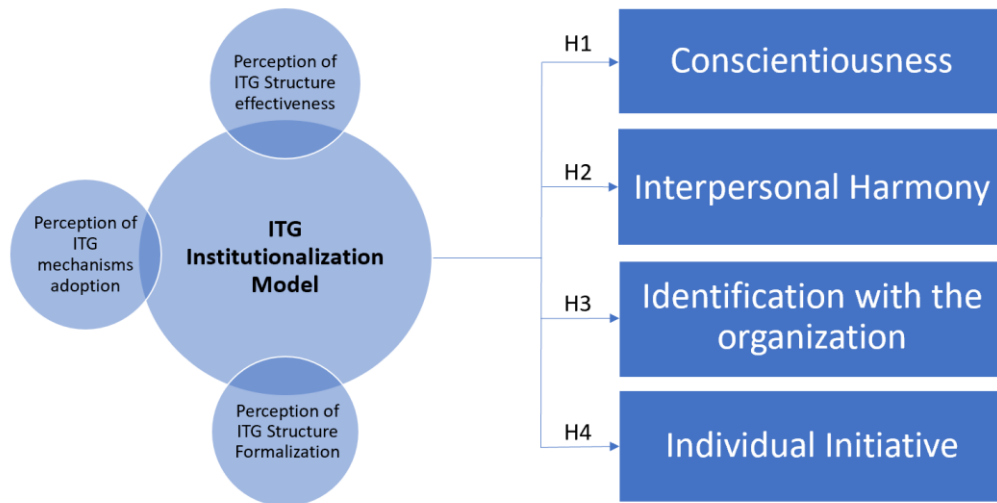 Perception of
ITG Structure
effectiveness
Perception of
ITG
mechanisms
adoption
ITG
Institutionalization
Model
Perception of
ITG Structure
Formalization
H1
Conscientiousness
H2
Interpersonal Harmony
H3
Identification with the
organization
H4
Individual Initiative